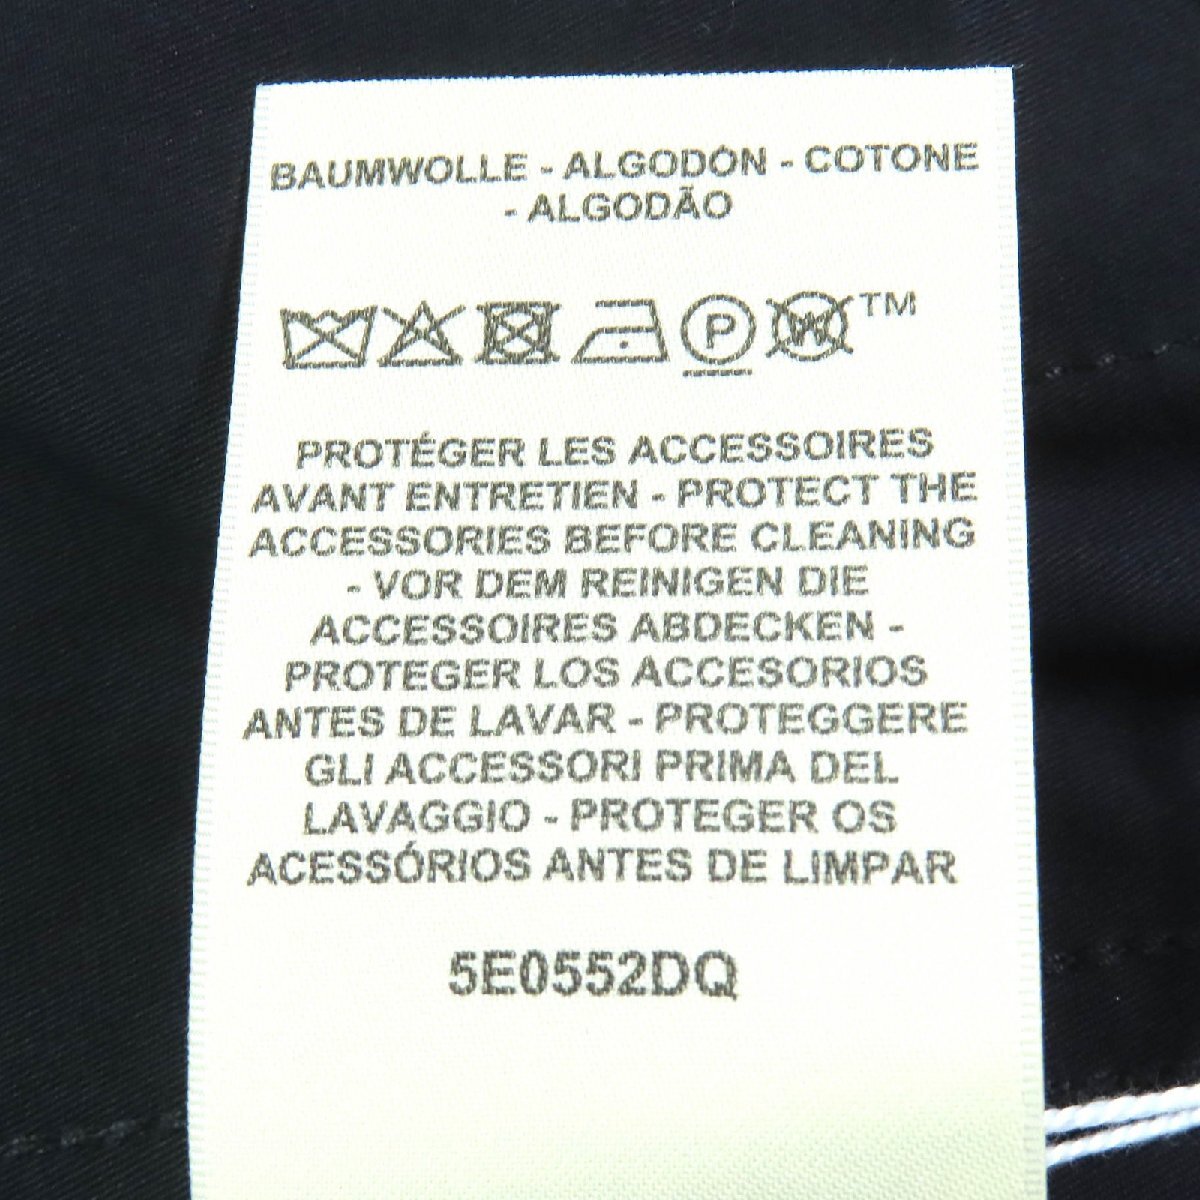 BAUMWOLLE - ALGODÓN - COTONE
- ALGODÃO
P W TM
PROTÉGER LES ACCESSOIRES
AVANT ENTRETIEN - PROTECT THE
ACCESSORIES BEFORE CLEANING
- VOR DEM REINIGEN DIE
ACCESSOIRES ABDECKEN -
PROTEGER LOS ACCESORIOS
ANTES DE LAVAR - PROTEGGERE
GLI ACCESSORI PRIMA DEL
LAVAGGIO - PROTEGER OS
ACESSÓRIOS ANTES DE LIMPAR
5E0552DQ